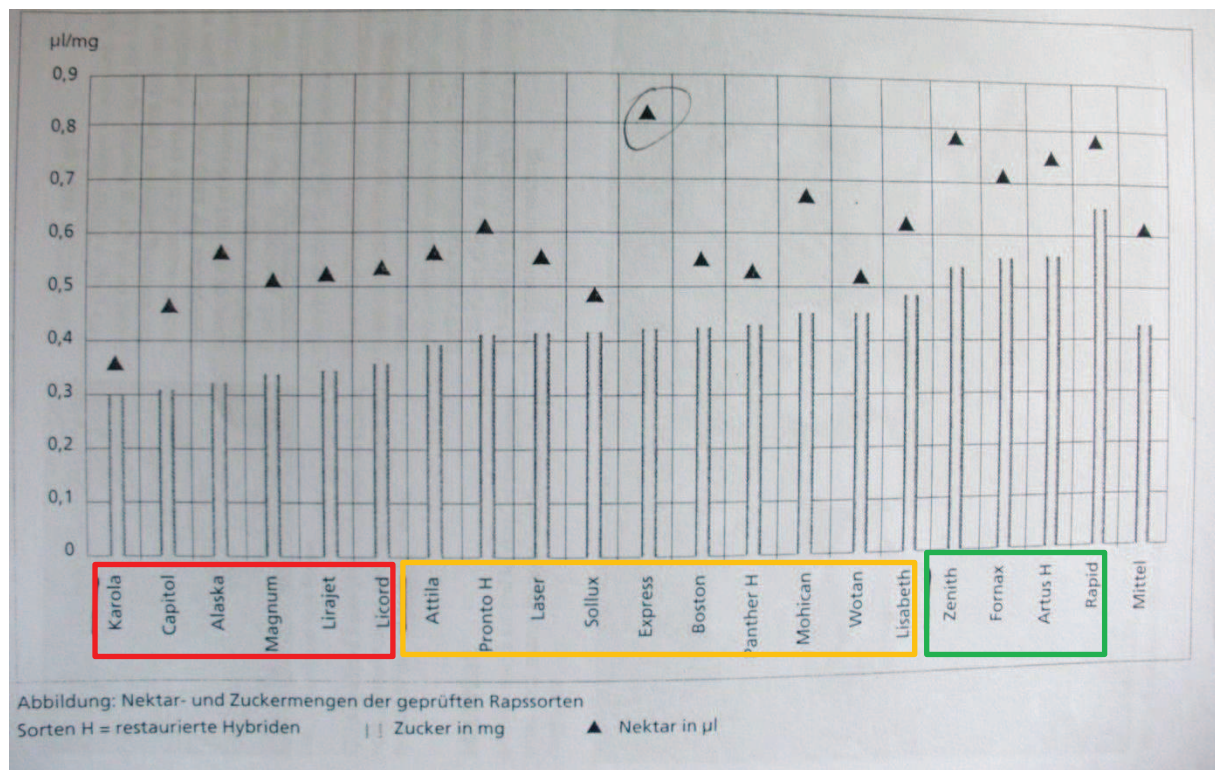 µl/mg
0,9
0,8
0,7
0,6
0,5
0,4
0,3
0,2
0,1
0
Karola
Capitol
Alaska
Magnum
Lirajet
Licord
Attila
Pronto H
Laser
Sollux
Express
Boston
Panther H
Mohican
Wotan
Lisabeth
Zenith
Fornax
Artus H
Rapid
Mittel
Abbildung: Nektar- und Zuckermengen der geprüften Rapssorten
Sorten H = restaurierte Hybriden Zucker in mg ▲ Nektar in µl